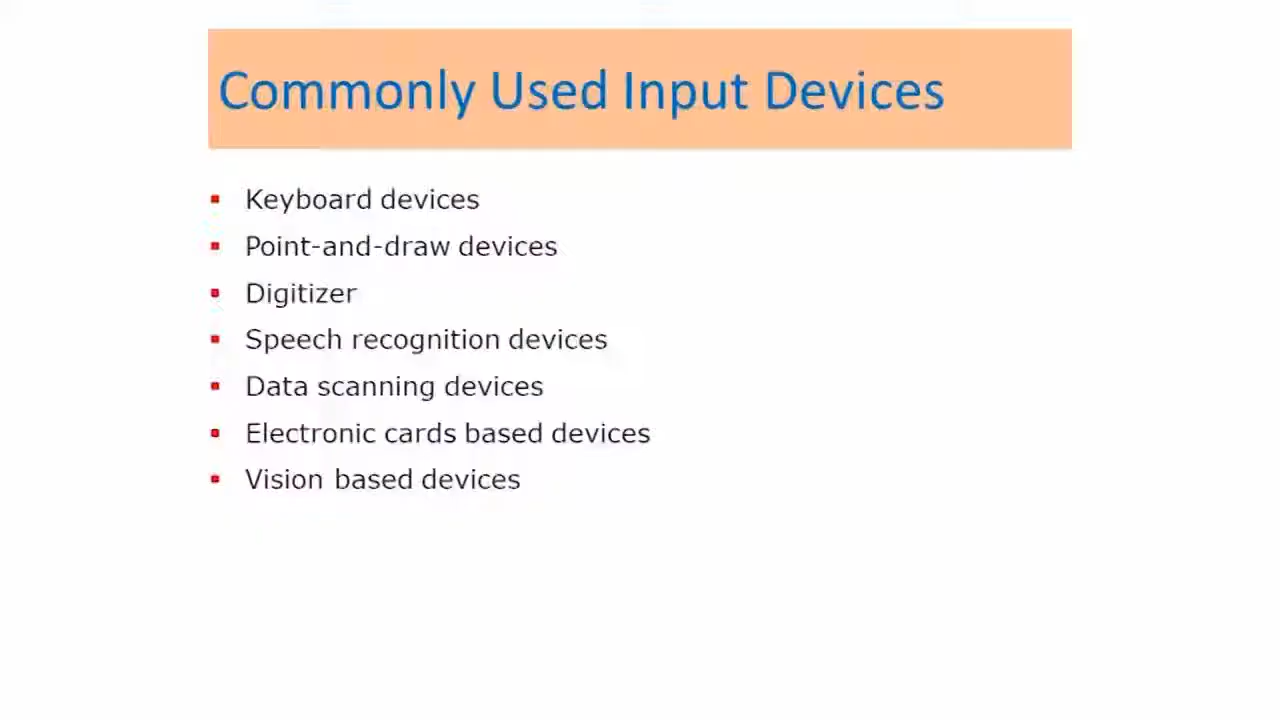 Commonly Used Input Devices
▪ Keyboard devices
▪ Point-and-draw devices
▪ Digitizer
▪ Speech recognition devices
▪ Data scanning devices
▪ Electronic cards based devices
▪ Vision based devices